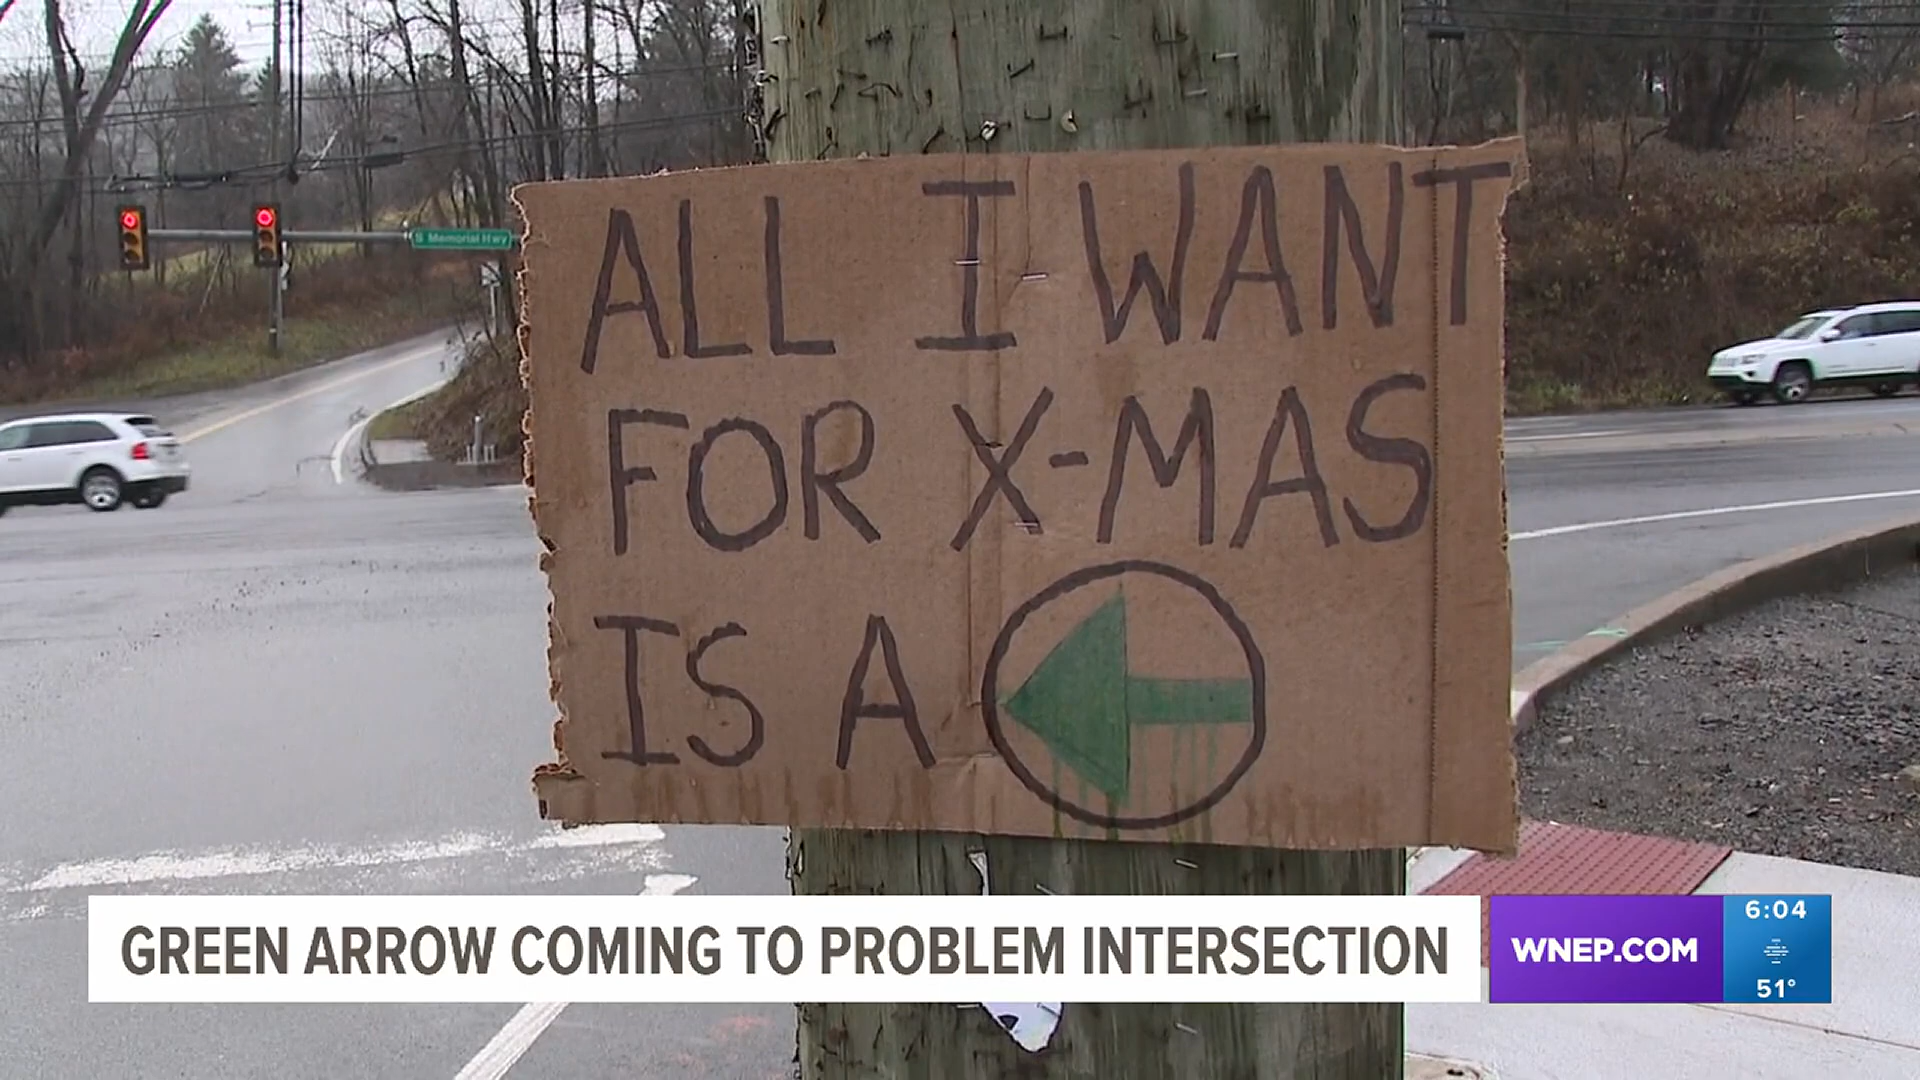 S Memorial Hwy
ALL I WANT
FOR X-MAS
IS A
GREEN ARROW COMING TO PROBLEM INTERSECTION
WNEP.COM
6:04
51°